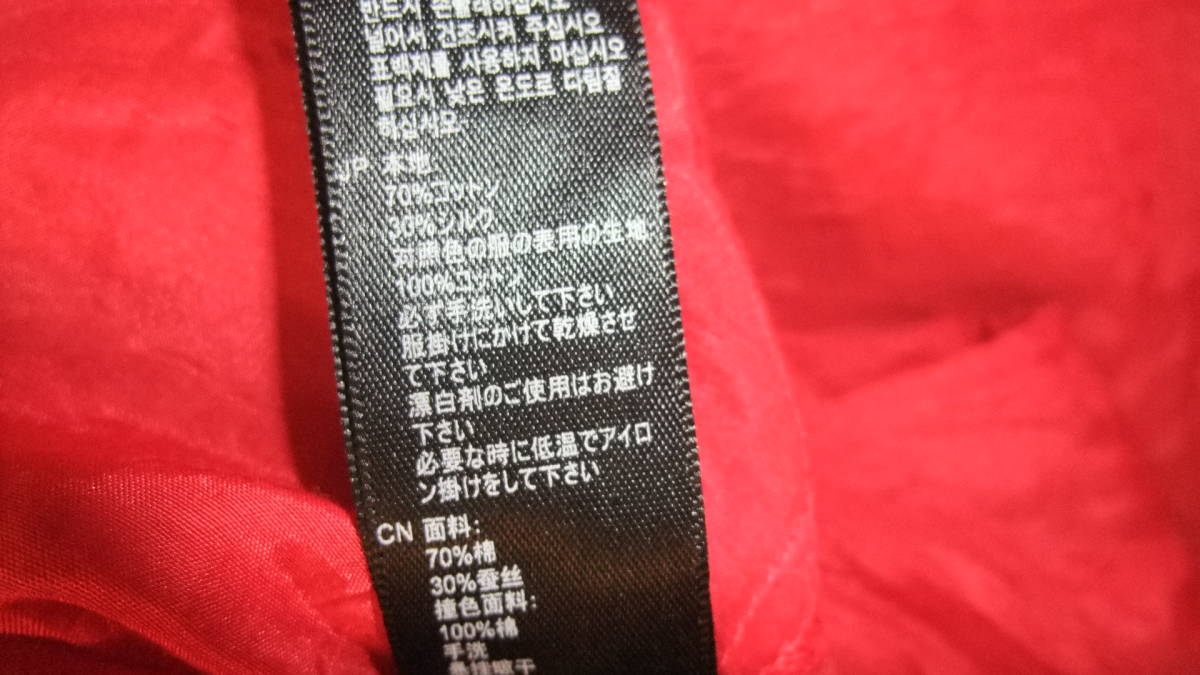 반드시 손빨래하십시오
널어서 건조시켜 주십시오
표백제를 사용하지 마십시오
필요시 낮은 온도로 다림질
하십시오
JP 本地
70%コットン
30%シルク
対照色の服の表用の生地:
100%コットン
必ず手洗いして下さい
服掛けにかけて乾燥させ
て下さい
漂白剤のご使用はお避け
下さい
必要な時に低温でアイロ
ン掛けをして下さい
CN 面料:
70%棉
30%蚕丝
撞色面料:
100%棉
手洗
悬挂晾干